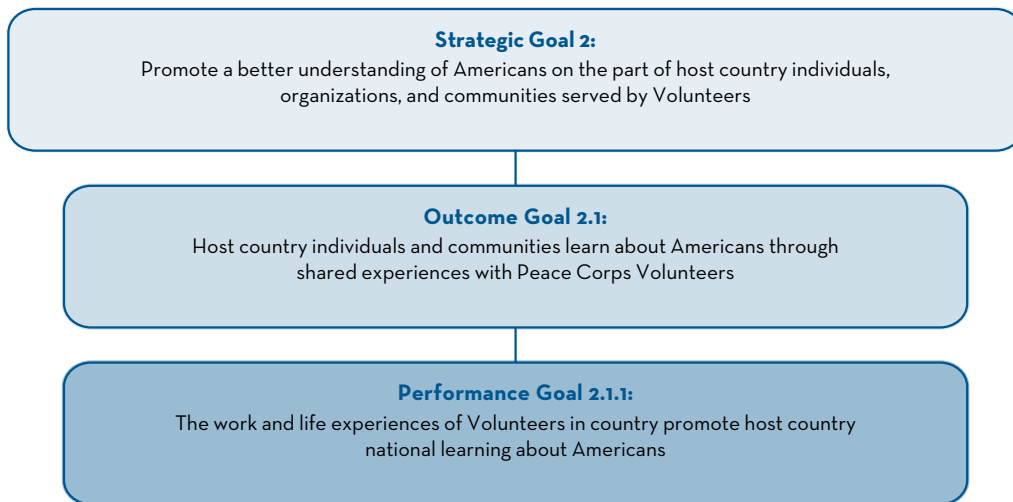 Strategic Goal 2:
Promote a better understanding of Americans on the part of host country individuals,
organizations, and communities served by Volunteers
Outcome Goal 2.1:
Host country individuals and communities learn about Americans through
shared experiences with Peace Corps Volunteers
Performance Goal 2.1.1:
The work and life experiences of Volunteers in country promote host country
national learning about Americans